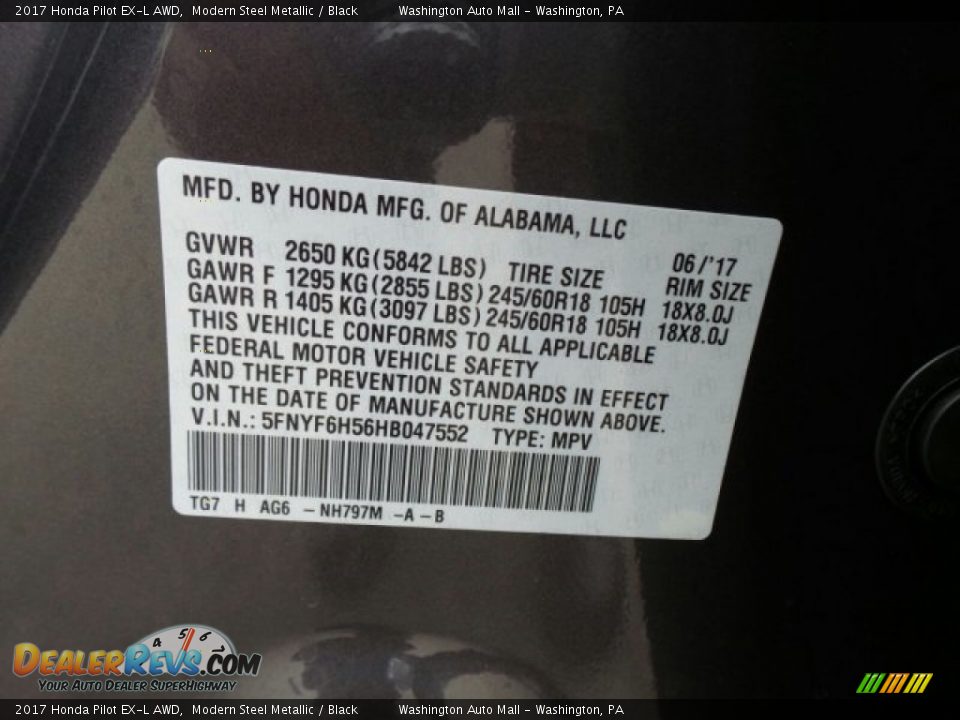 2017 Honda Pilot EX-L AWD, Modern Steel Metallic / Black Washington Auto Mall - Washington, PA
MFD. BY HONDA MFG. OF ALABAMA, LLC
06/'17
GVWR 2650 KG (5842 LBS) TIRE SIZE RIM SIZE
GAWR F 1295 KG (2855 LBS) 245/60R18 105H 18X8.0J
GAWR R 1405 KG (3097 LBS) 245/60R18 105H 18X8.0J
THIS VEHICLE CONFORMS TO ALL APPLICABLE
FEDERAL MOTOR VEHICLE SAFETY
AND THEFT PREVENTION STANDARDS IN EFFECT
ON THE DATE OF MANUFACTURE SHOWN ABOVE.
V.I.N.: 5FNYF6H56HB047552 TYPE: MPV
TG7 H AG6 - NH797M -A - B
4 5 6
DEALERREVS.COM
YOUR AUTO DEALER SUPERHIGHWAY
2017 Honda Pilot EX-L AWD, Modern Steel Metallic / Black Washington Auto Mall - Washington, PA